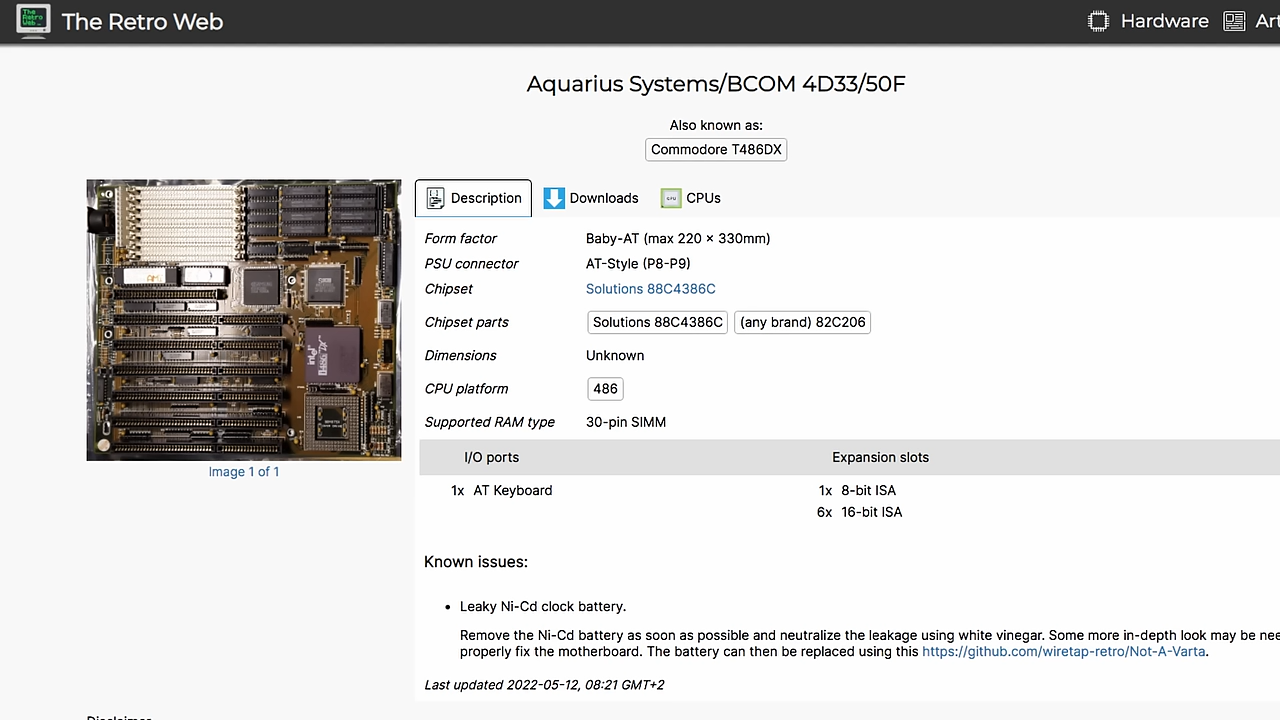 The Retro Web
Hardware
Art
Aquarius Systems/BCOM 4D33/50F
Also known as:
Commodore T486DX
Description
Downloads
CPUs
Form factor Baby-AT (max 220 × 330mm)
PSU connector AT-Style (P8-P9)
Chipset Solutions 88C4386C
Chipset parts Solutions 88C4386C (any brand) 82C206
Dimensions Unknown
CPU platform 486
Supported RAM type 30-pin SIMM
I/O ports Expansion slots
1x AT Keyboard 1x 8-bit ISA
6x 16-bit ISA
Image 1 of 1
Known issues:
• Leaky Ni-Cd clock battery.
Remove the Ni-Cd battery as soon as possible and neutralize the leakage using white vinegar. Some more in-depth look may be nee
properly fix the motherboard. The battery can then be replaced using this https://github.com/wiretap-retro/Not-A-Varta.
Last updated 2022-05-12, 08:21 GMT+2